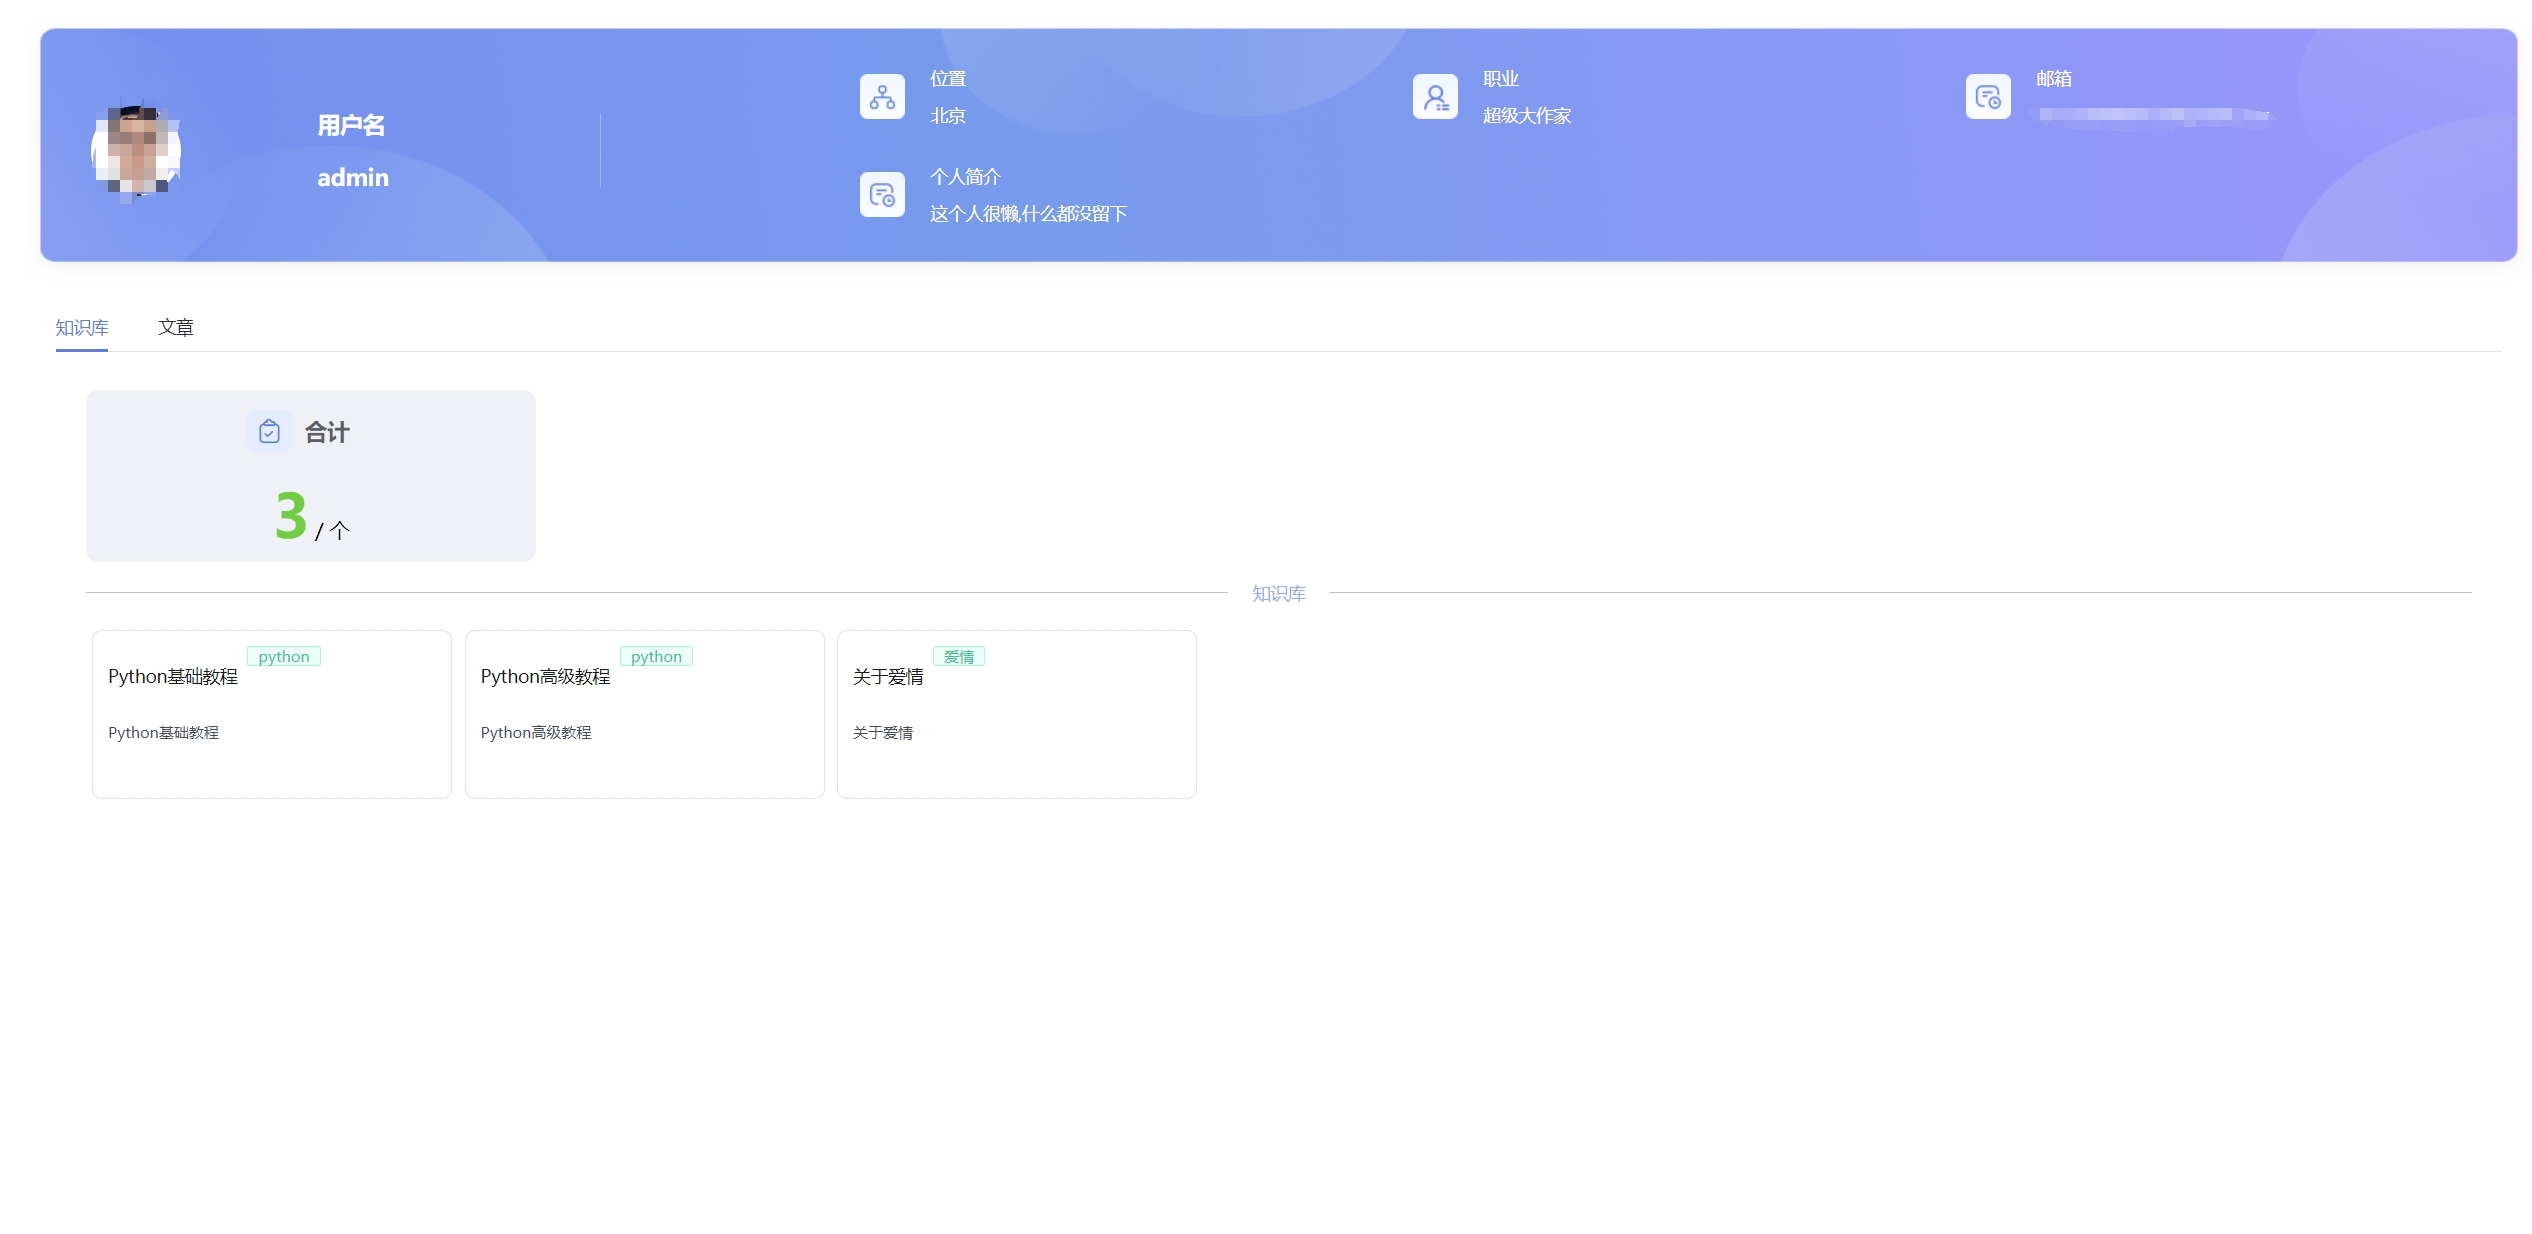 用户名
admin
位置
北京
职业
超级大作家
邮箱
个人简介
这个人很懒,什么都没留下
知识库
文章
合计
3 / 个
知识库
Python基础教程 python
Python基础教程
Python高级教程 python
Python高级教程
关于爱情 爱情
关于爱情